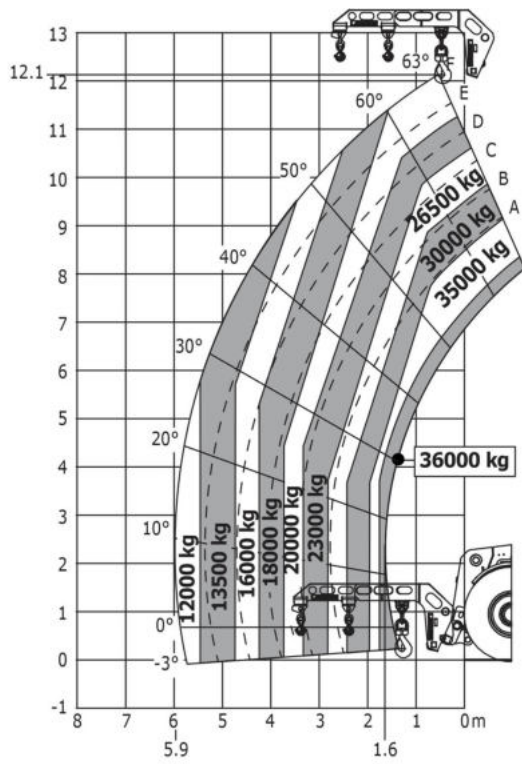 13
12.1
12
11
10
9
8
7
6
5
4
3
2
1
0
-1
63°
60°
50°
40°
30°
20°
10°
0°
-3°
F
E
D
C
B
A
26500 kg
30000 kg
35000 kg
36000 kg
12000 kg
13500 kg
16000 kg
18000 kg
20000 kg
23000 kg
8 7 6 5 4 3 2 1 0m
5.9 1.6